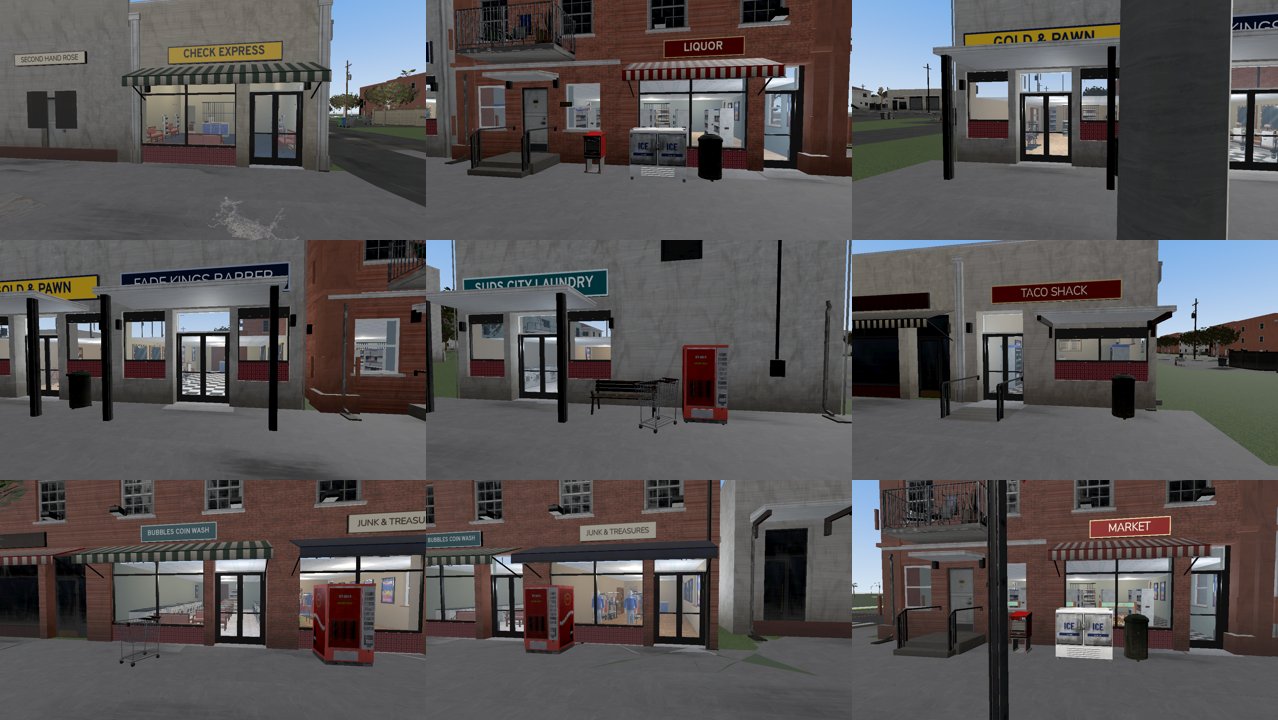 SECOND HAND ROSE
CHECK EXPRESS
LIQUOR
ICE ICE
GOLD & PAWN
KINGS
GOLD & PAWN
FADE KINGS BARBER
SUDS CITY LAUNDRY
TACO SHACK
BUBBLES COIN WASH
JUNK & TREASU
BUBBLES COIN WASH
JUNK & TREASURES
MARKET
ICE ICE